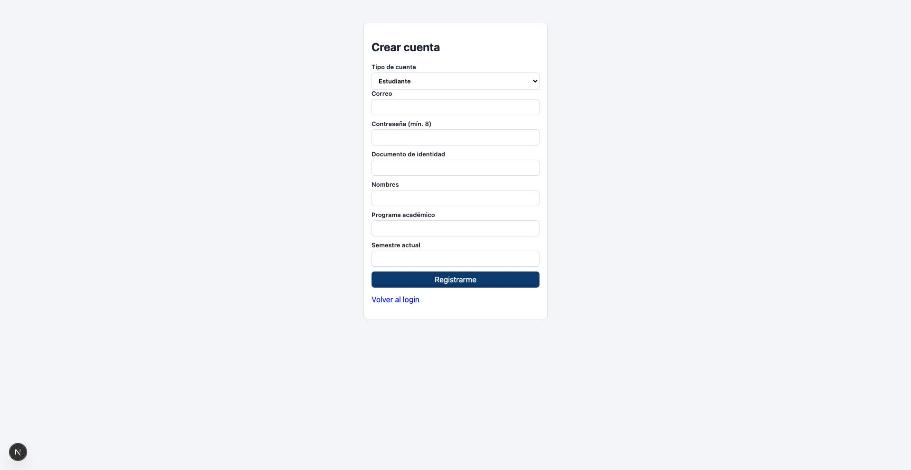 Crear cuenta
Tipo de cuenta
Estudiante
Correo
Contraseña (mín. 8)
Documento de identidad
Nombres
Programa académico
Semestre actual
Registrarme
Volver al login
N